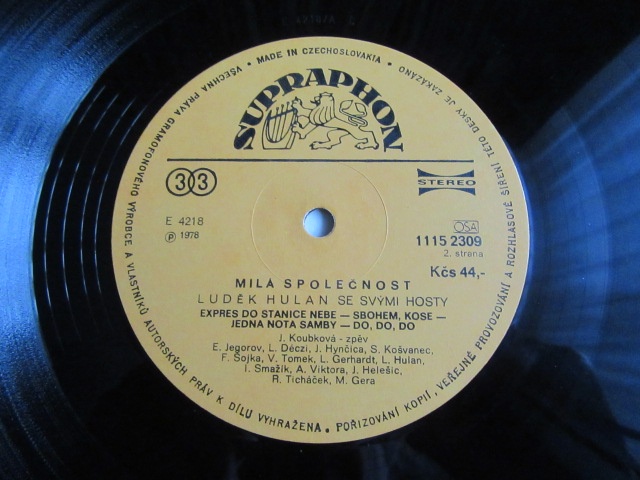 MADE IN CZECHOSLOVAKIA • VŠECHNA PRÁVA GRAMOFONOVÉHO VÝROBCE A VLASTNÍKŮ AUTORSKÝCH PRÁV K DÍLU VYHRAŽENA. POŘIZOVÁNÍ KOPIÍ, VEŘEJNÉ PROVOZOVÁNÍ A ROZHLASOVÉ ŠÍŘENÍ TÉTO DESKY JE ZAKÁZÁNO •
SUPRAPHON
33
STEREO
E 4218
OSA
Ⓟ 1978
1115 2309
2. strana
Kčs 44,-
MILÁ SPOLEČNOST
LUDĚK HULAN SE SVÝMI HOSTY
EXPRES DO STANICE NEBE — SBOHEM, KOSE —
JEDNA NOTA SAMBY — DO, DO, DO
J. Koubková - zpěv
E. Jegorov, L. Déczi, J. Hynčica, S. Košvanec,
F. Sojka, V. Tomek, L. Gerhardt, L. Hulan,
I. Smažík, A. Viktora, J. Helešic,
R. Ticháček, M. Gera